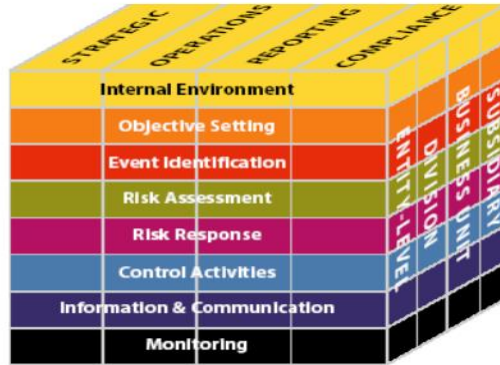 STRATEGIC
OPERATIONS
REPORTING
COMPLIANCE
Internal Environment
Objective Setting
Event Identification
Risk Assessment
Risk Response
Control Activities
Information & Communication
Monitoring
ENTITY-LEVEL
DIVISION
BUSINESS UNIT
SUBSIDIARY